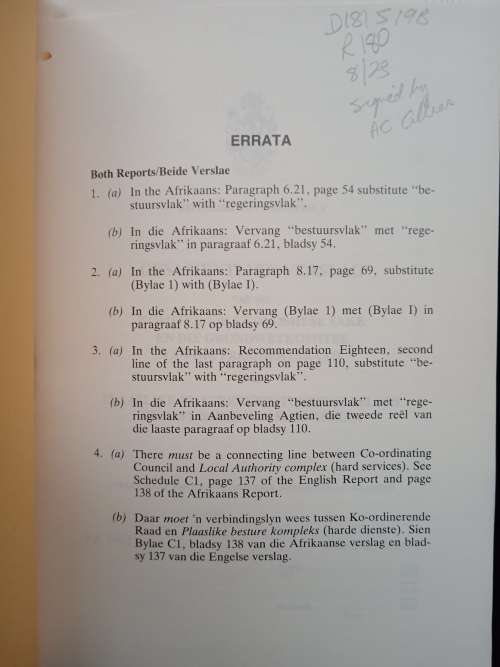 D181519B
R180
8/23
Signed by
AC
ERRATA
Both Reports/Beide Verslae
1. (a) In the Afrikaans: Paragraph 6.21, page 54 substitute “be-
stuursvlak” with “regeringsvlak”.
(b) In die Afrikaans: Vervang “bestuursvlak” met “rege-
ringsvlak” in paragraaf 6.21, bladsy 54.
2. (a) In the Afrikaans: Paragraph 8.17, page 69, substitute
(Bylae 1) with (Bylae I).
(b) In die Afrikaans: Vervang (Bylae 1) met (Bylae I) in
paragraaf 8.17 op bladsy 69.
3. (a) In the Afrikaans: Recommendation Eighteen, second
line of the last paragraph on page 110, substitute “be-
stuursvlak” with “regeringsvlak”.
(b) In die Afrikaans: Vervang “bestuursvlak” met “rege-
ringsvlak” in Aanbeveling Agtien, die tweede reël van
die laaste paragraaf op bladsy 110.
4. (a) There must be a connecting line between Co-ordinating
Council and Local Authority complex (hard services). See
Schedule C1, page 137 of the English Report and page
138 of the Afrikaans Report.
(b) Daar moet 'n verbindingslyn wees tussen Ko-ordinerende
Raad en Plaaslike besture kompleks (harde dienste). Sien
Bylae C1, bladsy 138 van die Afrikaanse verslag en blad-
sy 137 van die Engelse verslag.